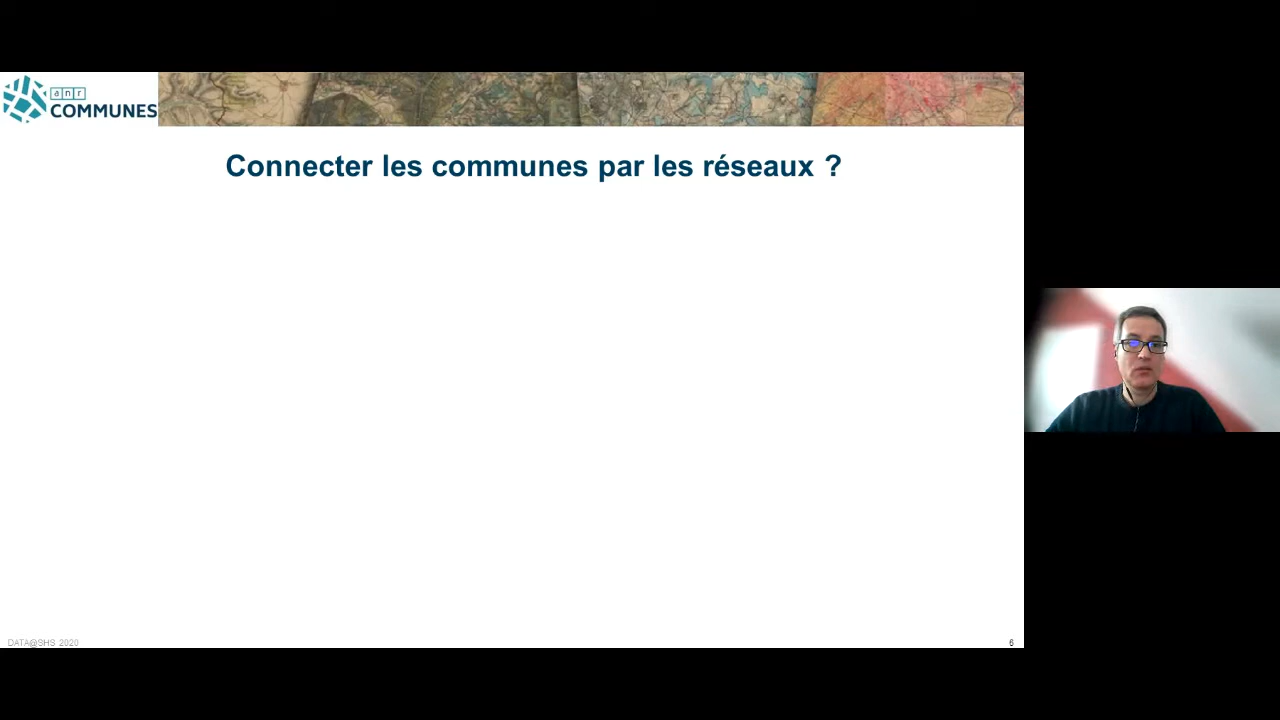 anr
COMMUNES
Connecter les communes par les réseaux ?
DATA@SHS 2020
6